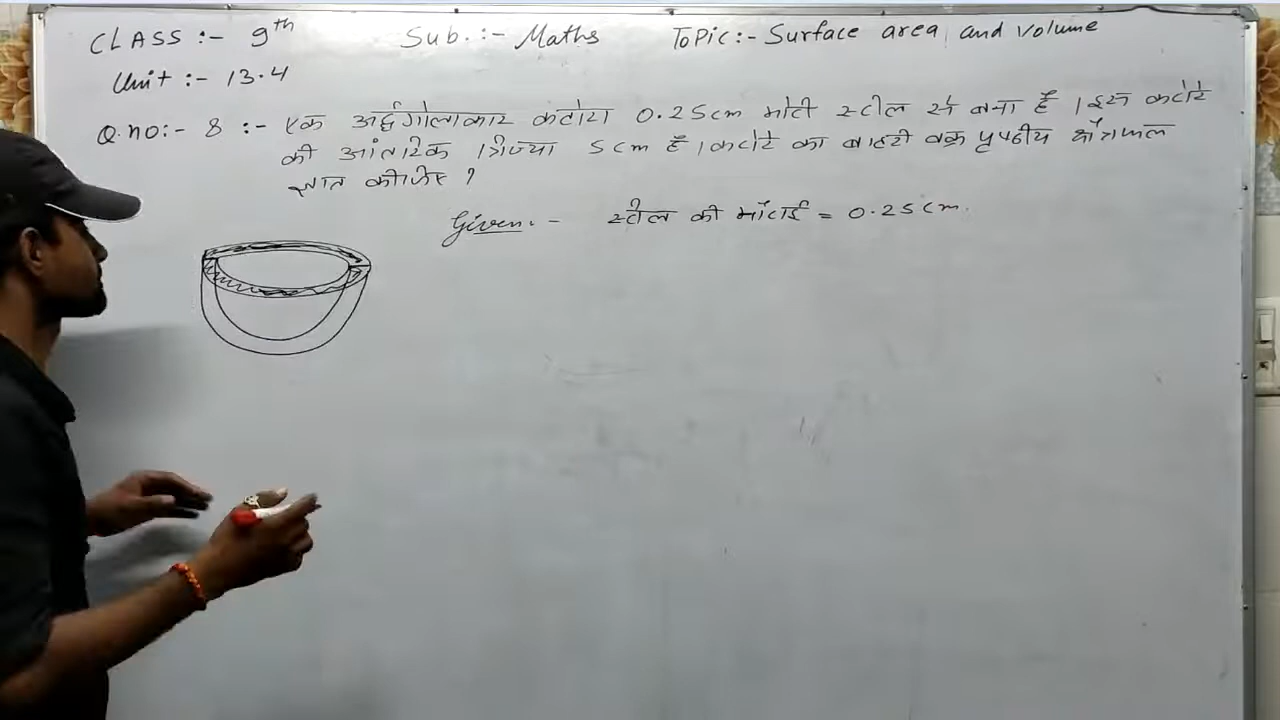 CLASS :- 9th Sub. :- Maths Topic:- Surface area and volume
Unit :- 13.4
Q.no:- 8 :- एक अर्द्धगोलाकार कटोरा 0.25cm मोटी स्टील से बना है । इस कटोरे
की आंतरिक त्रिज्या 5cm है । कटोरे का बाहरी वक्र पृष्ठीय क्षेत्रफल
ज्ञात कीजिए ?
Given:- स्टील की मोटाई = 0.25cm.